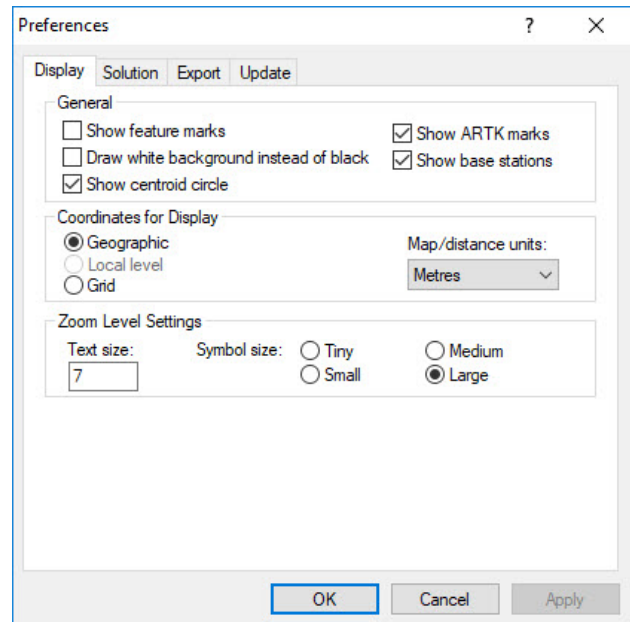 Preferences ?
Display Solution Export Update
General
Show feature marks
Draw white background instead of black
Show centroid circle
Show ARTK marks
Show base stations
Coordinates for Display
Geographic
Local level
Grid
Map/distance units:
Metres
Zoom Level Settings
Text size:
7
Symbol size:
Tiny
Small
Medium
Large
OK Cancel Apply